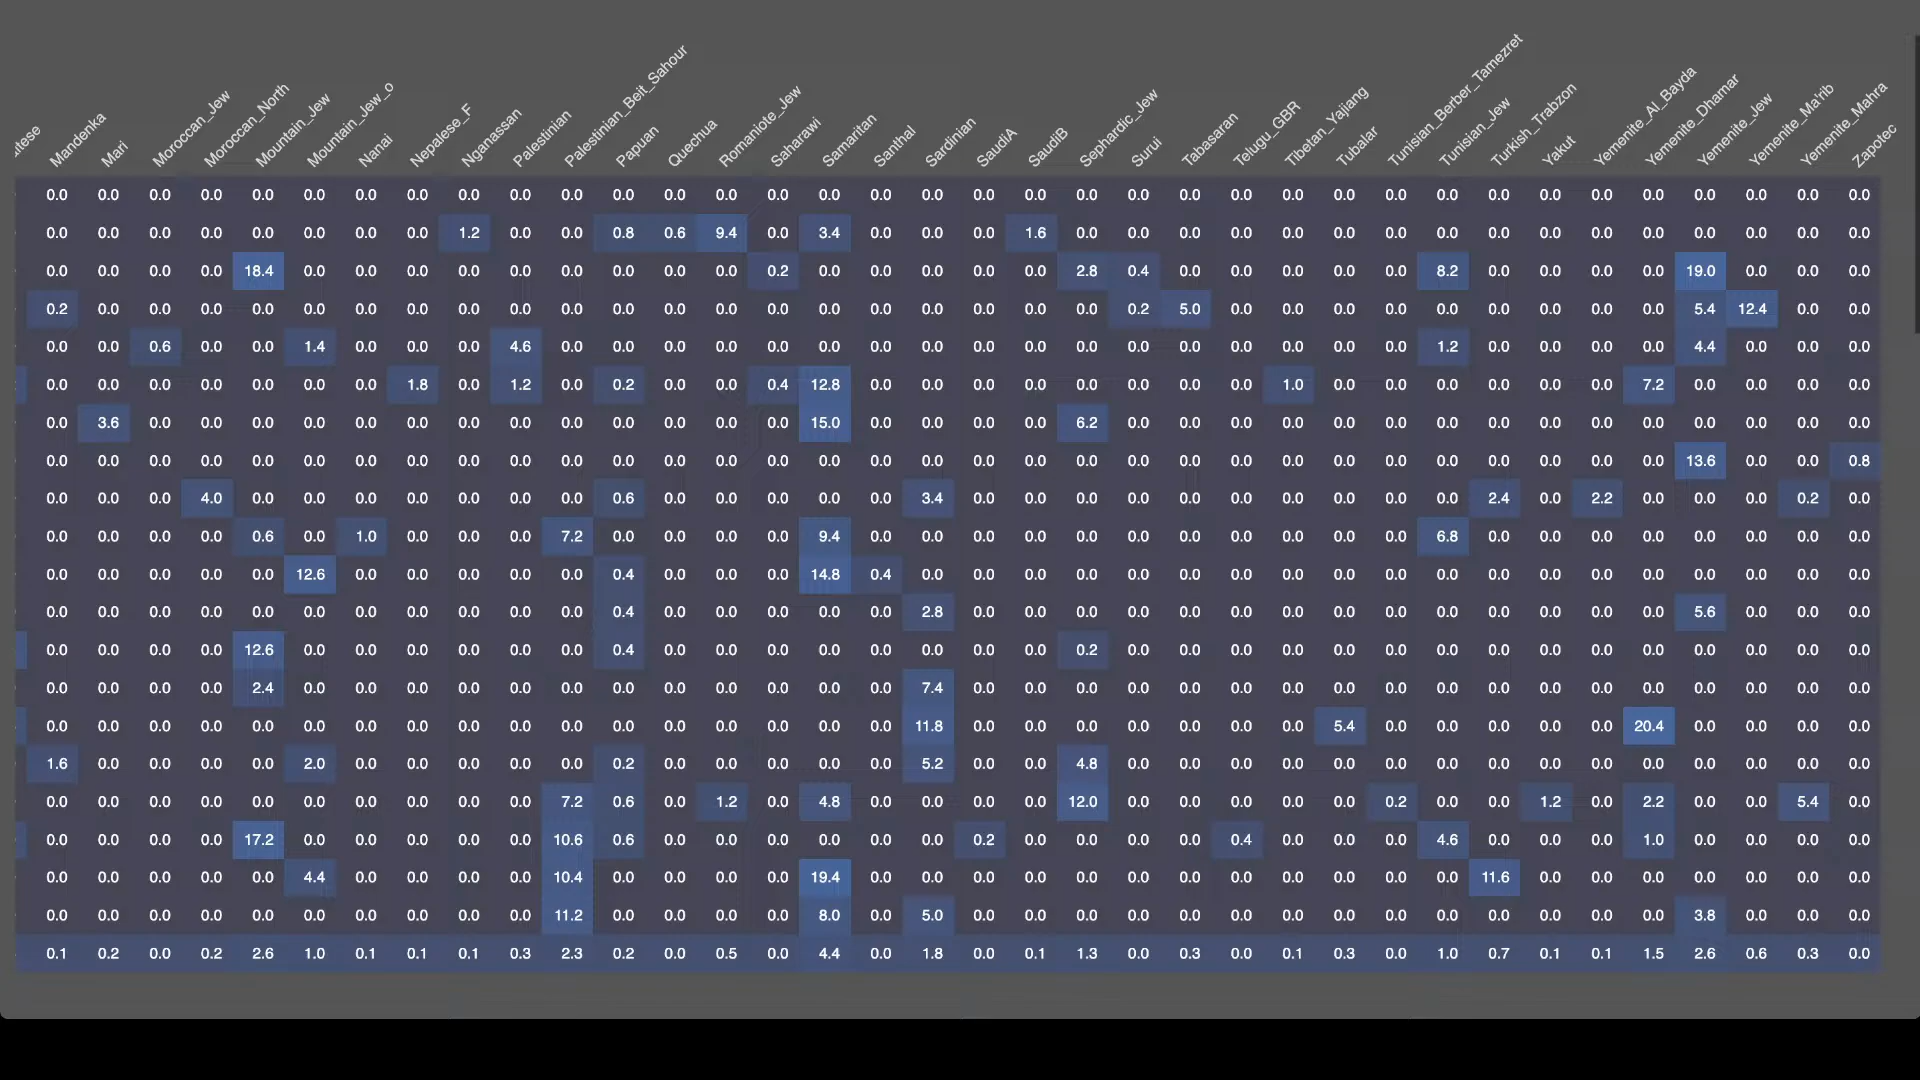 Mandenka Mari Moroccan_Jew Moroccan_North Mountain_Jew Mountain_Jew_o Nanai Nepalese_F Nganassan Palestinian Palestinian_Beit_Sahour Papuan Quechua Romaniote_Jew Saharawi Samaritan Santhal Sardinian SaudiA SaudiB Sephardic_Jew Surui Tabasaran Telugu_GBR Tibetan_Yajiang Tubalar Tunisian_Berber_Tamezret Tunisian_Jew Turkish_Trabzon Yakut Yemenite_Al_Bayda Yemenite_Dhamar Yemenite_Jew Yemenite_Ma'rib Yemenite_Mahra Zapotec
0.0 0.0 0.0 0.0 0.0 0.0 0.0 0.0 0.0 0.0 0.0 0.0 0.0 0.0 0.0 0.0 0.0 0.0 0.0 0.0 0.0 0.0 0.0 0.0 0.0 0.0 0.0 0.0 0.0 0.0 0.0 0.0 0.0 0.0 0.0 0.0
0.0 0.0 0.0 0.0 0.0 0.0 0.0 0.0 1.2 0.0 0.0 0.8 0.6 9.4 0.0 3.4 0.0 0.0 0.0 1.6 0.0 0.0 0.0 0.0 0.0 0.0 0.0 0.0 0.0 0.0 0.0 0.0 0.0 0.0 0.0 0.0
0.0 0.0 0.0 0.0 18.4 0.0 0.0 0.0 0.0 0.0 0.0 0.0 0.0 0.0 0.2 0.0 0.0 0.0 0.0 0.0 2.8 0.4 0.0 0.0 0.0 0.0 0.0 8.2 0.0 0.0 0.0 0.0 19.0 0.0 0.0 0.0
0.2 0.0 0.0 0.0 0.0 0.0 0.0 0.0 0.0 0.0 0.0 0.0 0.0 0.0 0.0 0.0 0.0 0.0 0.0 0.0 0.0 0.2 5.0 0.0 0.0 0.0 0.0 0.0 0.0 0.0 0.0 0.0 5.4 12.4 0.0 0.0
0.0 0.0 0.6 0.0 0.0 1.4 0.0 0.0 0.0 4.6 0.0 0.0 0.0 0.0 0.0 0.0 0.0 0.0 0.0 0.0 0.0 0.0 0.0 0.0 0.0 0.0 0.0 1.2 0.0 0.0 0.0 0.0 4.4 0.0 0.0 0.0
0.0 0.0 0.0 0.0 0.0 0.0 0.0 1.8 0.0 1.2 0.0 0.2 0.0 0.0 0.4 12.8 0.0 0.0 0.0 0.0 0.0 0.0 0.0 0.0 1.0 0.0 0.0 0.0 0.0 0.0 0.0 7.2 0.0 0.0 0.0 0.0
0.0 3.6 0.0 0.0 0.0 0.0 0.0 0.0 0.0 0.0 0.0 0.0 0.0 0.0 0.0 15.0 0.0 0.0 0.0 0.0 6.2 0.0 0.0 0.0 0.0 0.0 0.0 0.0 0.0 0.0 0.0 0.0 0.0 0.0 0.0 0.0
0.0 0.0 0.0 0.0 0.0 0.0 0.0 0.0 0.0 0.0 0.0 0.0 0.0 0.0 0.0 0.0 0.0 0.0 0.0 0.0 0.0 0.0 0.0 0.0 0.0 0.0 0.0 0.0 0.0 0.0 0.0 0.0 13.6 0.0 0.0 0.8
0.0 0.0 0.0 4.0 0.0 0.0 0.0 0.0 0.0 0.0 0.0 0.6 0.0 0.0 0.0 0.0 0.0 3.4 0.0 0.0 0.0 0.0 0.0 0.0 0.0 0.0 0.0 0.0 2.4 0.0 2.2 0.0 0.0 0.0 0.2 0.0
0.0 0.0 0.0 0.0 0.6 0.0 1.0 0.0 0.0 0.0 7.2 0.0 0.0 0.0 0.0 9.4 0.0 0.0 0.0 0.0 0.0 0.0 0.0 0.0 0.0 0.0 0.0 6.8 0.0 0.0 0.0 0.0 0.0 0.0 0.0 0.0
0.0 0.0 0.0 0.0 0.0 12.6 0.0 0.0 0.0 0.0 0.0 0.4 0.0 0.0 0.0 14.8 0.4 0.0 0.0 0.0 0.0 0.0 0.0 0.0 0.0 0.0 0.0 0.0 0.0 0.0 0.0 0.0 0.0 0.0 0.0 0.0
0.0 0.0 0.0 0.0 0.0 0.0 0.0 0.0 0.0 0.0 0.0 0.4 0.0 0.0 0.0 0.0 0.0 2.8 0.0 0.0 0.0 0.0 0.0 0.0 0.0 0.0 0.0 0.0 0.0 0.0 0.0 0.0 5.6 0.0 0.0 0.0
0.0 0.0 0.0 0.0 12.6 0.0 0.0 0.0 0.0 0.0 0.0 0.4 0.0 0.0 0.0 0.0 0.0 0.0 0.0 0.0 0.2 0.0 0.0 0.0 0.0 0.0 0.0 0.0 0.0 0.0 0.0 0.0 0.0 0.0 0.0 0.0
0.0 0.0 0.0 0.0 2.4 0.0 0.0 0.0 0.0 0.0 0.0 0.0 0.0 0.0 0.0 0.0 0.0 7.4 0.0 0.0 0.0 0.0 0.0 0.0 0.0 0.0 0.0 0.0 0.0 0.0 0.0 0.0 0.0 0.0 0.0 0.0
0.0 0.0 0.0 0.0 0.0 0.0 0.0 0.0 0.0 0.0 0.0 0.0 0.0 0.0 0.0 0.0 0.0 11.8 0.0 0.0 0.0 0.0 0.0 0.0 0.0 5.4 0.0 0.0 0.0 0.0 0.0 20.4 0.0 0.0 0.0 0.0
1.6 0.0 0.0 0.0 0.0 2.0 0.0 0.0 0.0 0.0 0.0 0.2 0.0 0.0 0.0 0.0 0.0 5.2 0.0 0.0 4.8 0.0 0.0 0.0 0.0 0.0 0.0 0.0 0.0 0.0 0.0 0.0 0.0 0.0 0.0 0.0
0.0 0.0 0.0 0.0 0.0 0.0 0.0 0.0 0.0 0.0 7.2 0.6 0.0 1.2 0.0 4.8 0.0 0.0 0.0 0.0 12.0 0.0 0.0 0.0 0.0 0.0 0.2 0.0 0.0 1.2 0.0 2.2 0.0 0.0 5.4 0.0
0.0 0.0 0.0 0.0 17.2 0.0 0.0 0.0 0.0 0.0 10.6 0.6 0.0 0.0 0.0 0.0 0.0 0.0 0.2 0.0 0.0 0.0 0.0 0.4 0.0 0.0 0.0 4.6 0.0 0.0 0.0 1.0 0.0 0.0 0.0 0.0
0.0 0.0 0.0 0.0 0.0 4.4 0.0 0.0 0.0 0.0 10.4 0.0 0.0 0.0 0.0 19.4 0.0 0.0 0.0 0.0 0.0 0.0 0.0 0.0 0.0 0.0 0.0 0.0 11.6 0.0 0.0 0.0 0.0 0.0 0.0 0.0
0.0 0.0 0.0 0.0 0.0 0.0 0.0 0.0 0.0 0.0 11.2 0.0 0.0 0.0 0.0 8.0 0.0 5.0 0.0 0.0 0.0 0.0 0.0 0.0 0.0 0.0 0.0 0.0 0.0 0.0 0.0 0.0 3.8 0.0 0.0 0.0
0.1 0.2 0.0 0.2 2.6 1.0 0.1 0.1 0.1 0.3 2.3 0.2 0.0 0.5 0.0 4.4 0.0 1.8 0.0 0.1 1.3 0.0 0.3 0.0 0.1 0.3 0.0 1.0 0.7 0.1 0.1 1.5 2.6 0.6 0.3 0.0